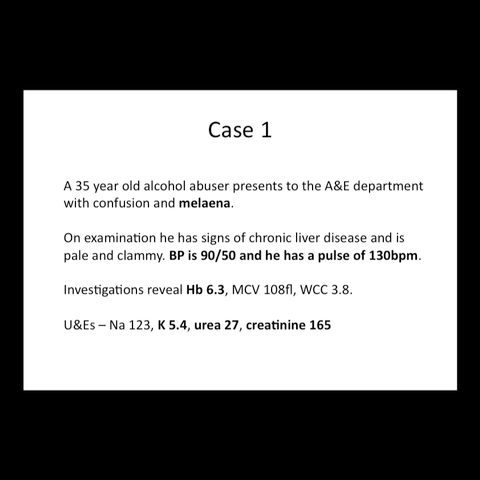 Case 1
A 35 year old alcohol abuser presents to the A&E department
with confusion and melaena.
On examination he has signs of chronic liver disease and is
pale and clammy. BP is 90/50 and he has a pulse of 130bpm.
Investigations reveal Hb 6.3, MCV 108fl, WCC 3.8.
U&Es – Na 123, K 5.4, urea 27, creatinine 165